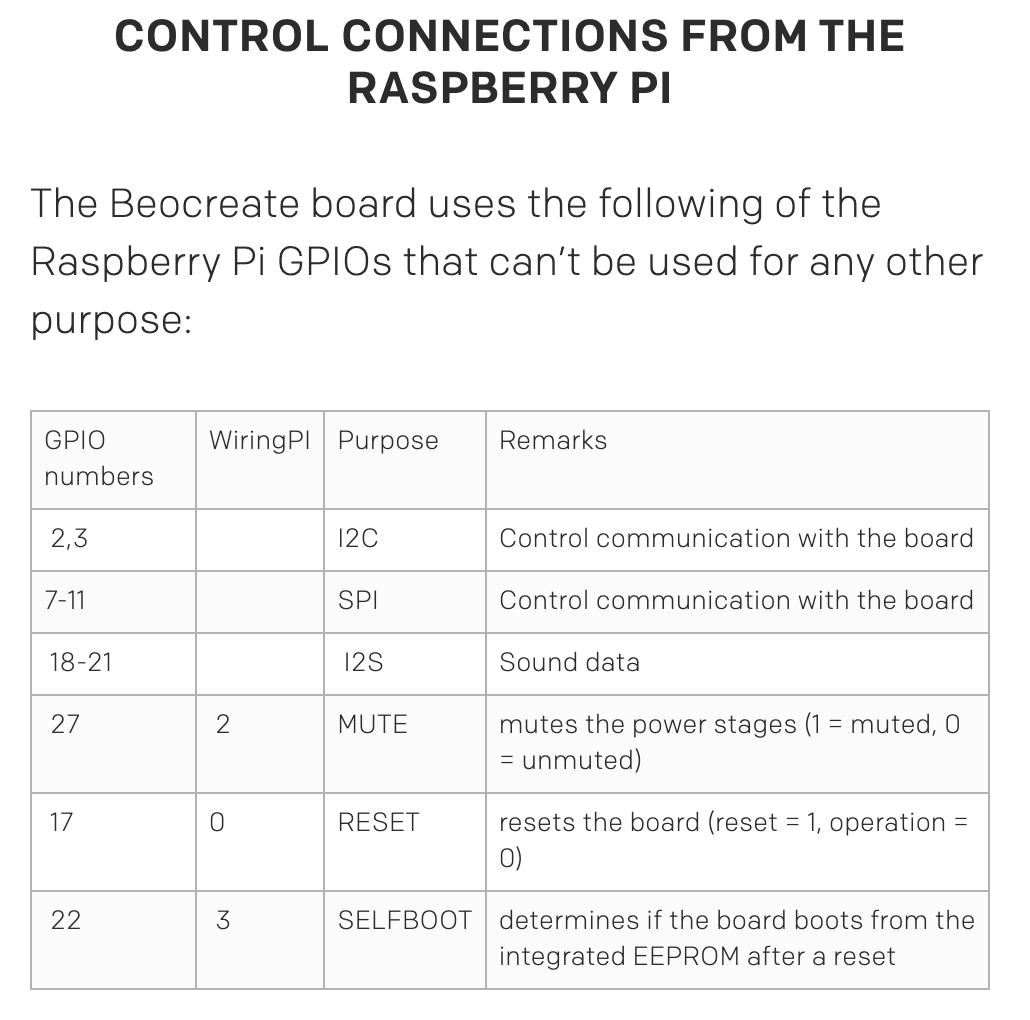 CONTROL CONNECTIONS FROM THE
RASPBERRY PI
The Beocreate board uses the following of the
Raspberry Pi GPIOs that can’t be used for any other
purpose:
GPIO numbers WiringPI Purpose Remarks
2,3 I2C Control communication with the board
7-11 SPI Control communication with the board
18-21 I2S Sound data
27 2 MUTE mutes the power stages (1 = muted, 0
= unmuted)
17 0 RESET resets the board (reset = 1, operation =
0)
22 3 SELFBOOT determines if the board boots from the
integrated EEPROM after a reset